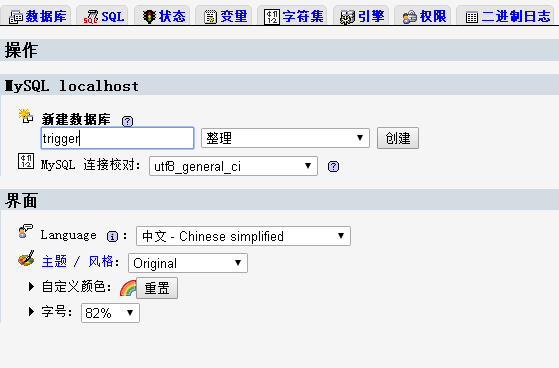 数据库 SQL 状态 变量 字符集 引擎 权限 二进制日志
操作
MySQL localhost
新建数据库
trigger 整理 创建
MySQL 连接校对: utf8_general_ci
界面
Language : 中文 - Chinese simplified
主题 / 风格: Original
自定义颜色: 重置
字号: 82%